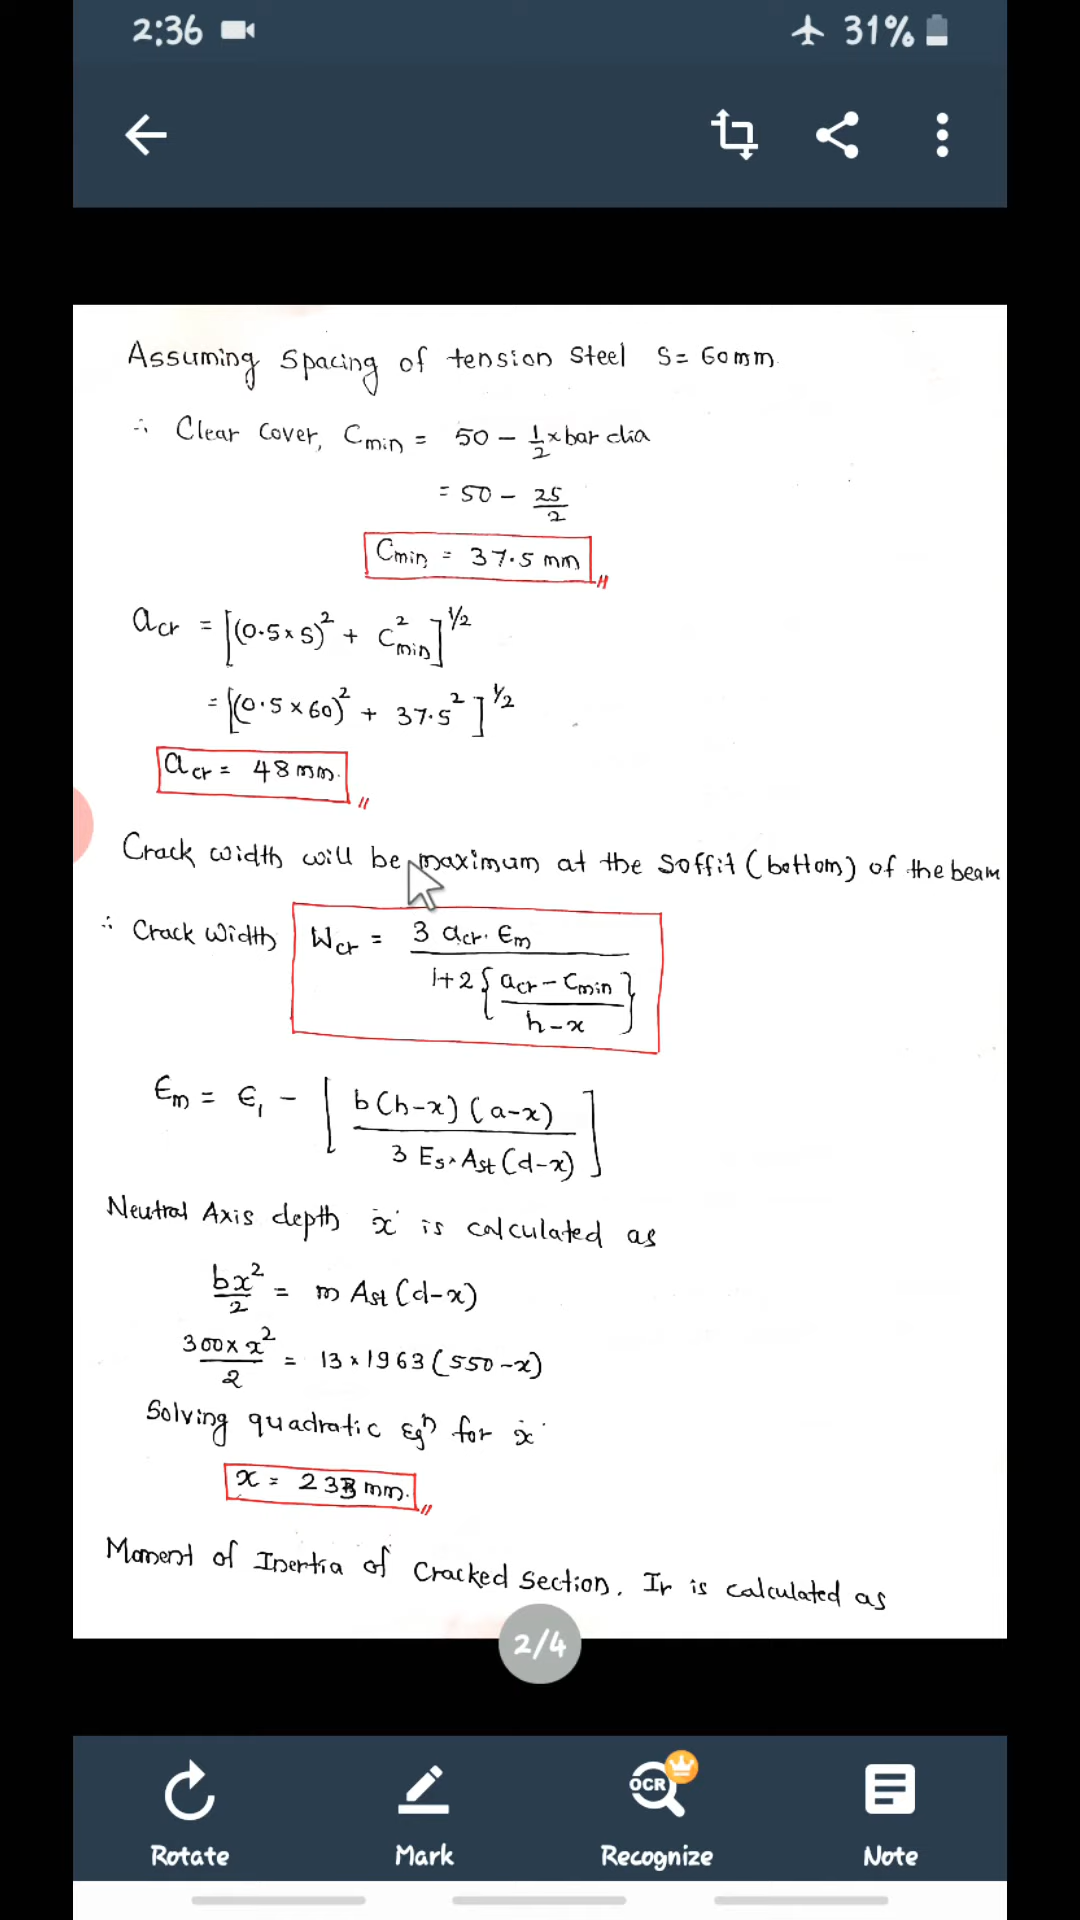 2:36 31%
Assuming spacing of tension steel S= 60mm.
∴ Clear Cover, Cmin = 50 - 1/2 x bar dia
= 50 - 25/2
Cmin = 37.5 mm
acr = [(0.5 x S)² + C²min]^1/2
= [(0.5 x 60)² + 37.5²]^1/2
acr = 48 mm.
Crack width will be maximum at the Soffit (bottom) of the beam
∴ Crack Width Wcr = 3 acr. Em / 1+2 { acr - Cmin / h-x }
Єm = Є1 - [ b(h-x) (a-x) / 3 Es x Ast (d-x) ]
Neutral Axis depth 'x' is calculated as
bx²/2 = m Ast (d-x)
300 x x²/2 = 13 x 1963 (550-x)
Solving quadratic Eqn for 'x'
x = 233 mm.
Moment of Inertia of Cracked Section, Ir is calculated as
2/4
OCR
Rotate Mark Recognize Note